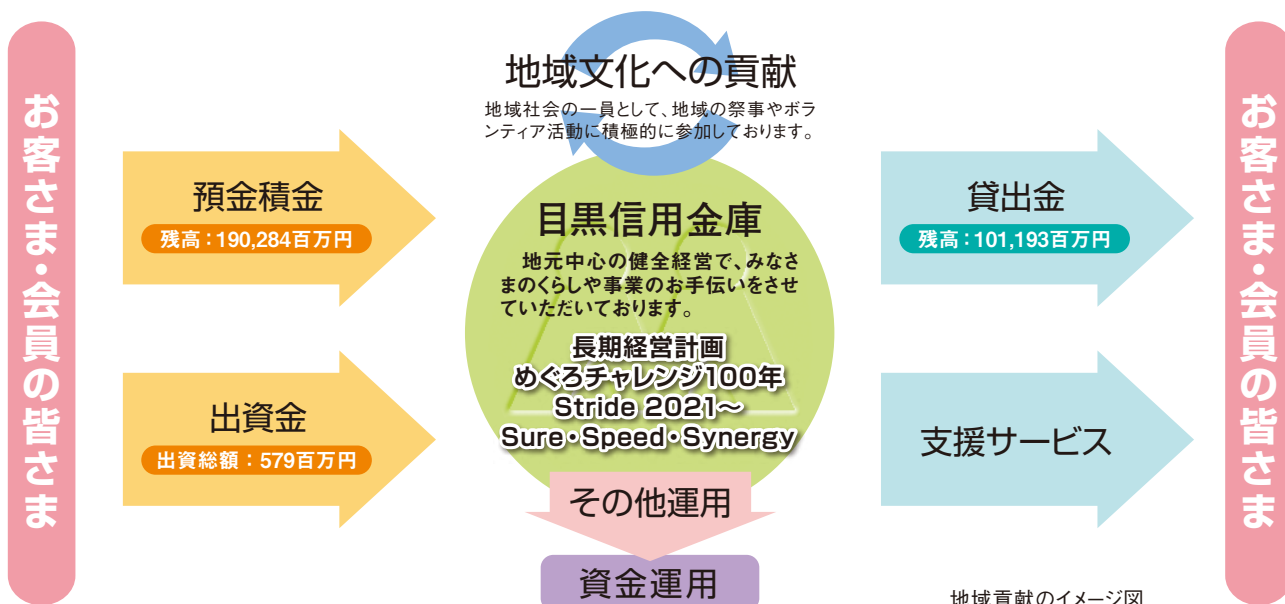 お客さま・会員の皆さま
預金積金
残高：190,284百万円
出資金
出資総額：579百万円
地域文化への貢献
地域社会の一員として、地域の祭事やボラ
ンティア活動に積極的に参加しております。
目黒信用金庫
地元中心の健全経営で、みなさ
まのくらしや事業のお手伝いをさせ
ていただいております。
長期経営計画
めぐろチャレンジ100年
Stride 2021～
Sure・Speed・Synergy
その他運用
資金運用
貸出金
残高：101,193百万円
支援サービス
お客さま・会員の皆さま
地域貢献のイメージ図